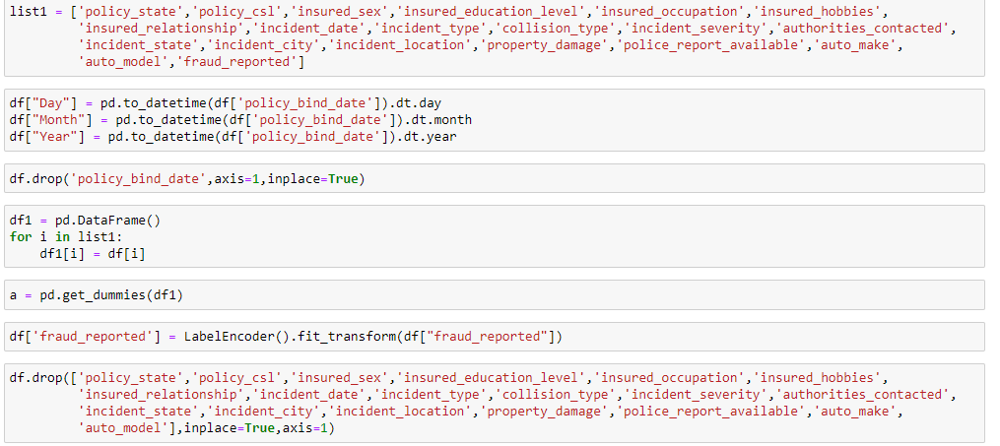 list1 = ['policy_state','policy_csl','insured_sex','insured_education_level','insured_occupation','insured_hobbies',
'insured_relationship','incident_date','incident_type','collision_type','incident_severity','authorities_contacted',
'incident_state','incident_city','incident_location','property_damage','police_report_available','auto_make',
'auto_model','fraud_reported']
df["Day"] = pd.to_datetime(df['policy_bind_date']).dt.day
df["Month"] = pd.to_datetime(df['policy_bind_date']).dt.month
df["Year"] = pd.to_datetime(df['policy_bind_date']).dt.year
df.drop('policy_bind_date',axis=1,inplace=True)
df1 = pd.DataFrame()
for i in list1:
    df1[i] = df[i]
a = pd.get_dummies(df1)
df['fraud_reported'] = LabelEncoder().fit_transform(df["fraud_reported"])
df.drop(['policy_state','policy_csl','insured_sex','insured_education_level','insured_occupation','insured_hobbies',
'insured_relationship','incident_date','incident_type','collision_type','incident_severity','authorities_contacted',
'incident_state','incident_city','incident_location','property_damage','police_report_available','auto_make',
'auto_model'],inplace=True,axis=1)